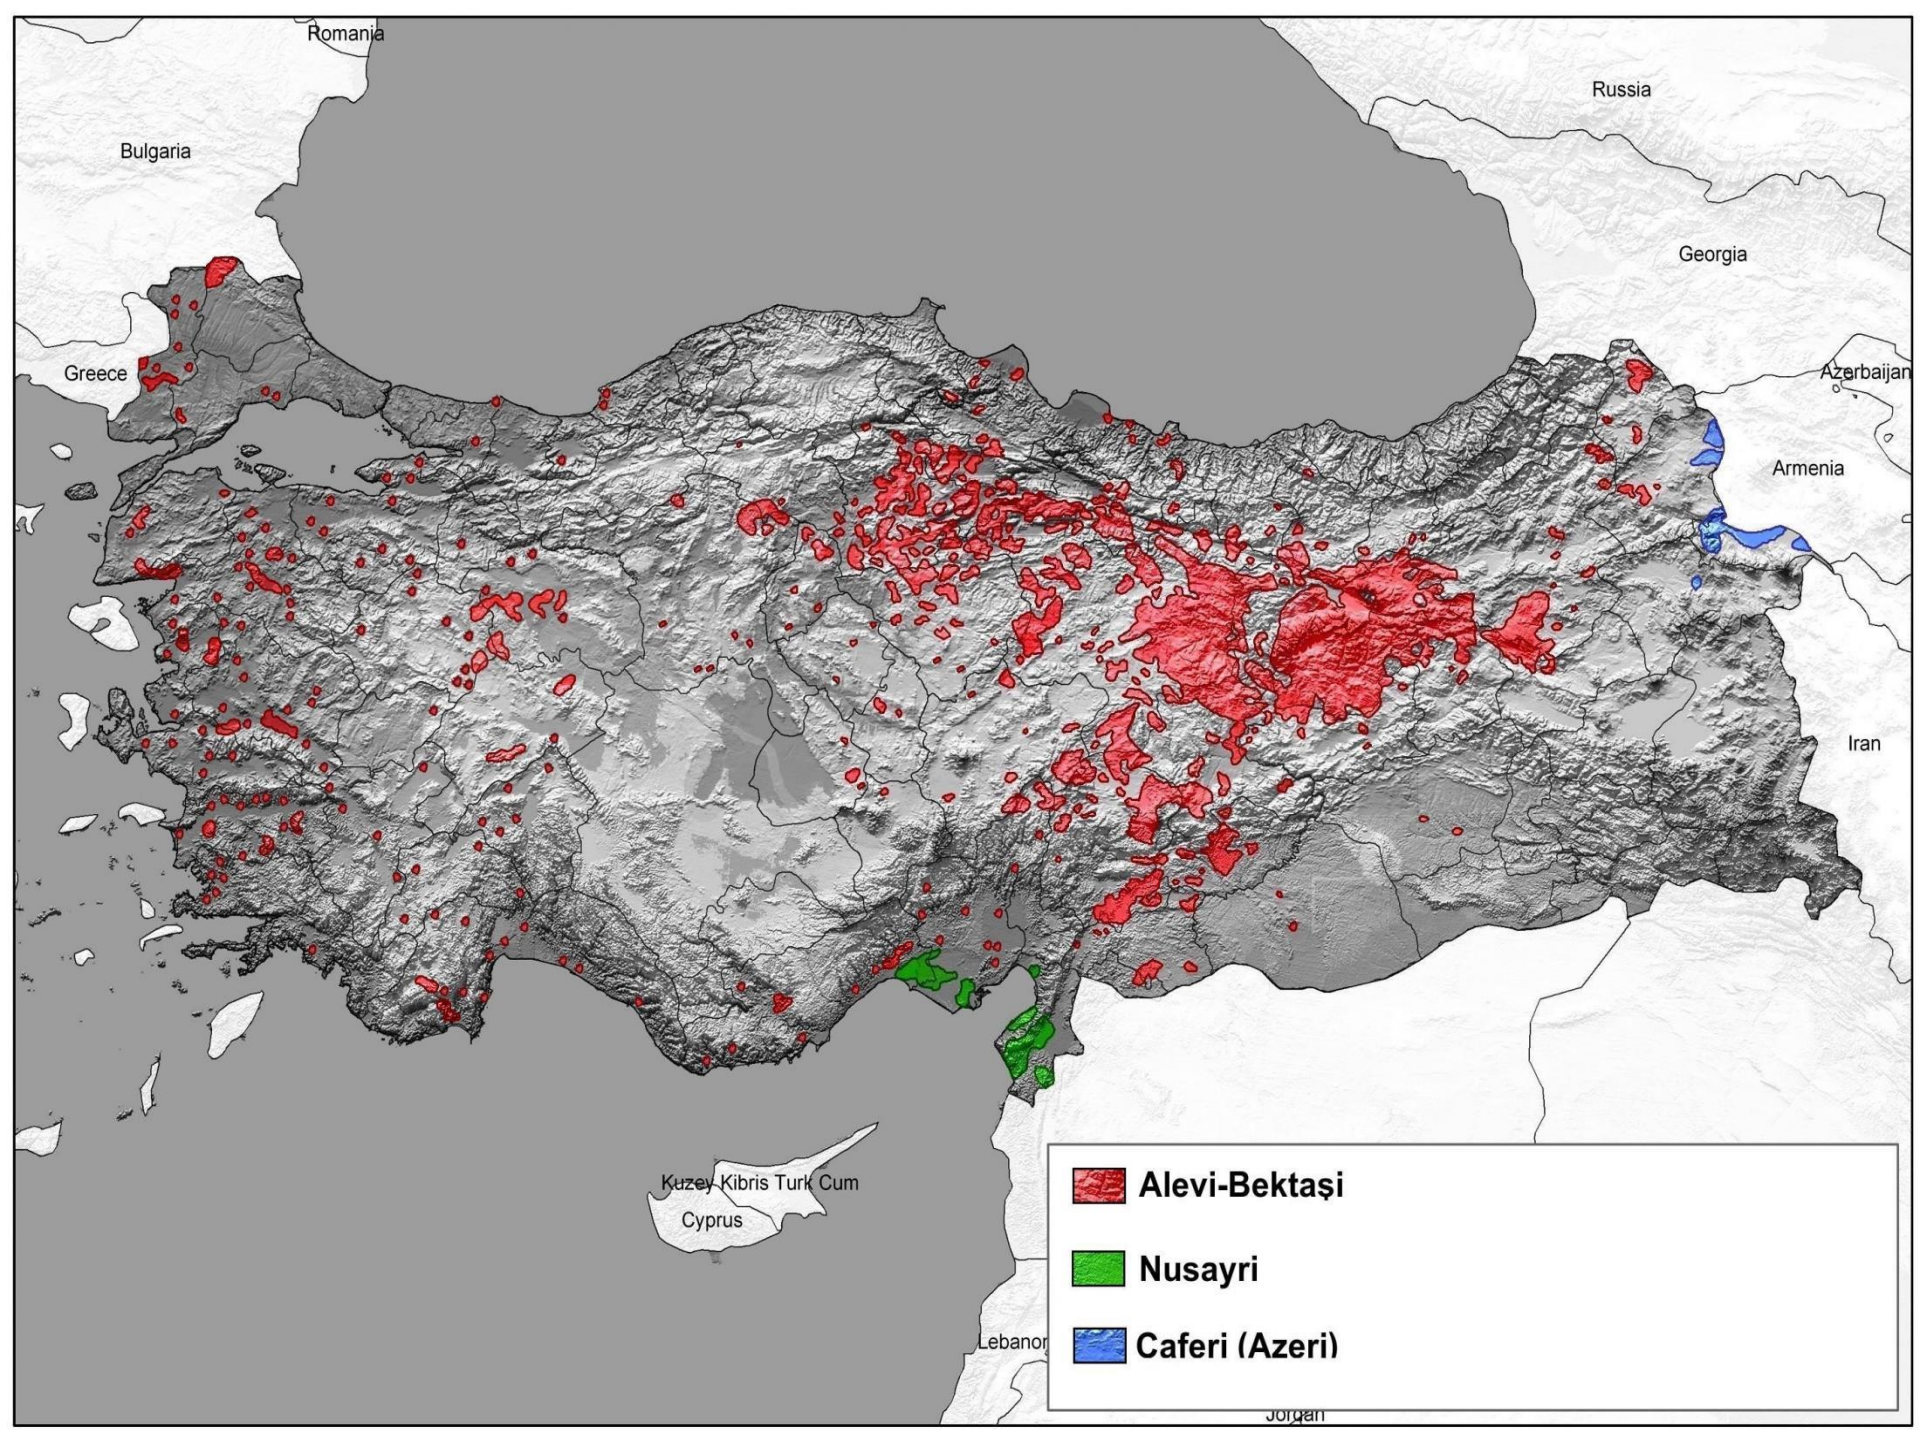 Romania
Russia
Bulgaria
Georgia
Greece
Azerbaijan
Armenia
Iran
Kuzey Kibris Turk Cum
Cyprus
Lebanon
Jordan
Alevi-Bektaşi
Nusayri
Caferi (Azeri)